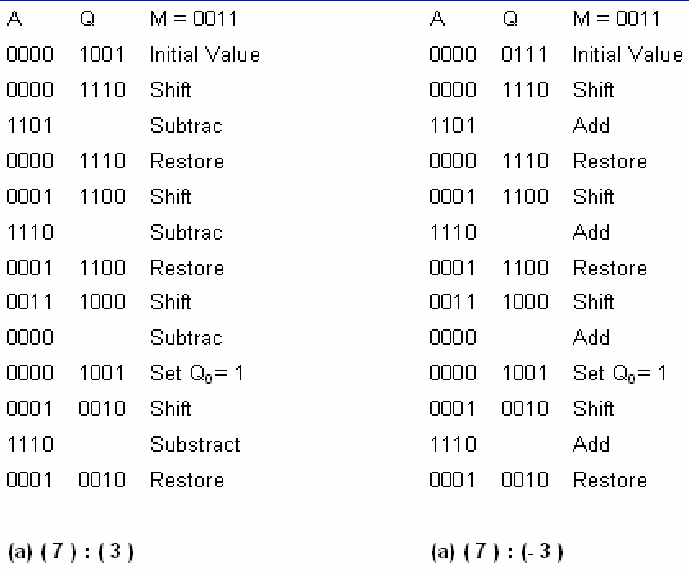 A Q M = 0011
0000 1001 Initial Value
0000 1110 Shift
1101 Subtrac
0000 1110 Restore
0001 1100 Shift
1110 Subtrac
0001 1100 Restore
0011 1000 Shift
0000 Subtrac
0000 1001 Set Q₀= 1
0001 0010 Shift
1110 Substract
0001 0010 Restore
(a) ( 7 ) : ( 3 )
A Q M = 0011
0000 0111 Initial Value
0000 1110 Shift
1101 Add
0000 1110 Restore
0001 1100 Shift
1110 Add
0001 1100 Restore
0011 1000 Shift
0000 Add
0000 1001 Set Q₀= 1
0001 0010 Shift
1110 Add
0001 0010 Restore
(a) ( 7 ) : (- 3 )